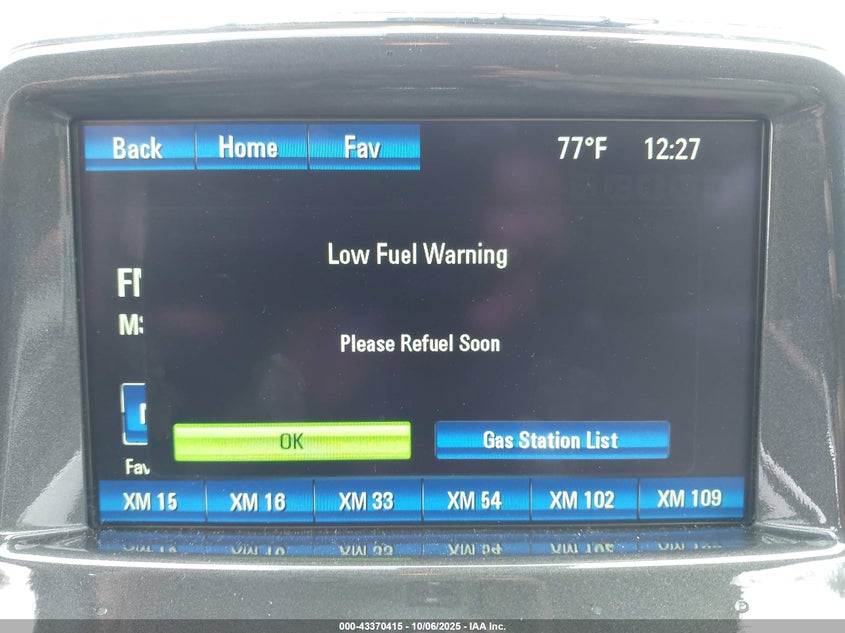 Back Home Fav 77°F 12:27
Low Fuel Warning
Please Refuel Soon
OK Gas Station List
Fav
XM 15 XM 16 XM 33 XM 54 XM 102 XM 109
000-43370415 - 10/06/2025 - IAA Inc.